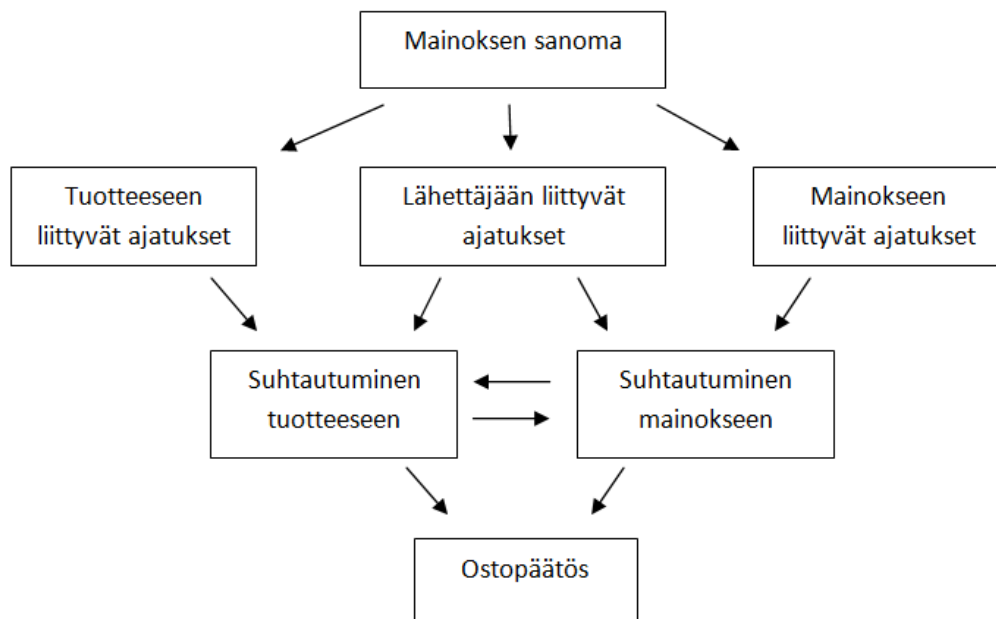 Mainoksen sanoma
Tuotteeseen
liittyvät ajatukset
Lähettäjään liittyvät
ajatukset
Mainokseen
liittyvät ajatukset
Suhtautuminen
tuotteeseen
Suhtautuminen
mainokseen
Ostopäätös